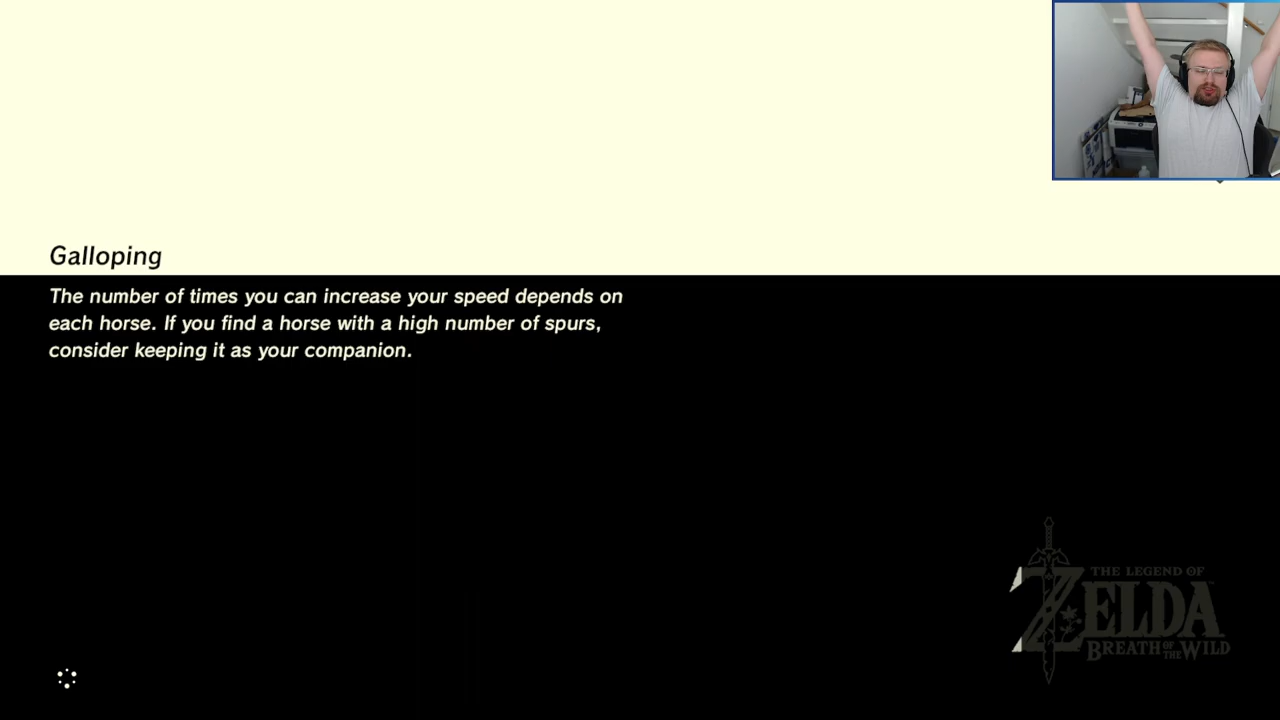 Galloping
The number of times you can increase your speed depends on
each horse. If you find a horse with a high number of spurs,
consider keeping it as your companion.
THE LEGEND OF
ZELDA
BREATH OF THE WILD